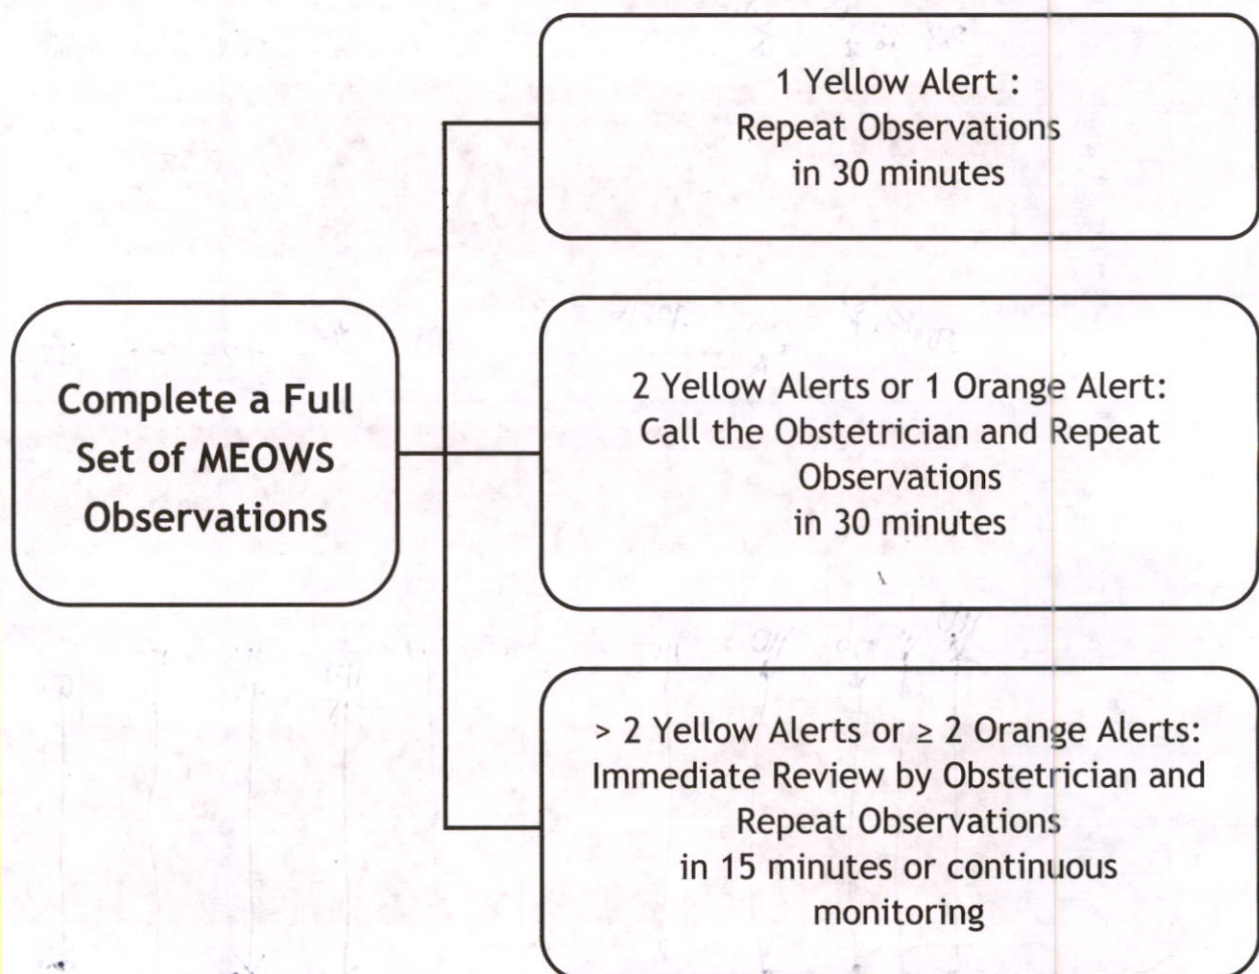 1 Yellow Alert :
Repeat Observations
in 30 minutes
Complete a Full
Set of MEOWS
Observations
2 Yellow Alerts or 1 Orange Alert:
Call the Obstetrician and Repeat
Observations
in 30 minutes
> 2 Yellow Alerts or ≥ 2 Orange Alerts:
Immediate Review by Obstetrician and
Repeat Observations
in 15 minutes or continuous
monitoring